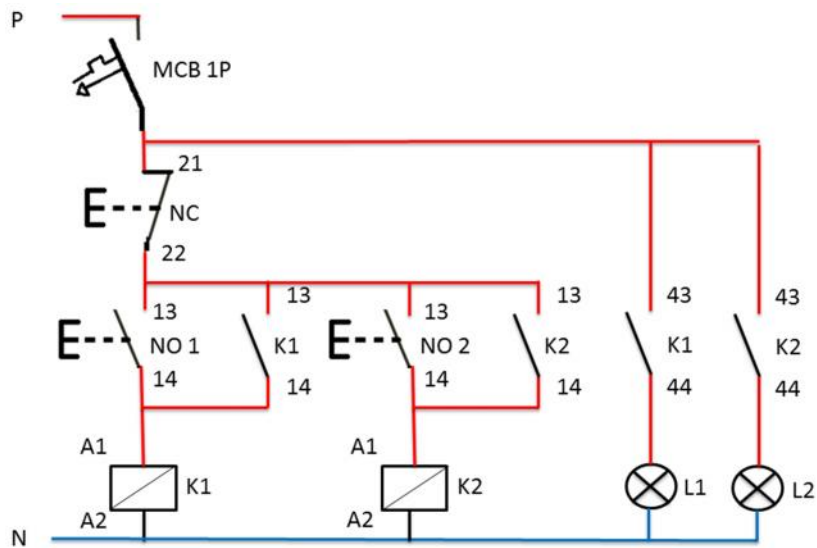 P
MCB 1P
21
NC
22
13 13 13 13 43 43
NO 1 K1 NO 2 K2 K1 K2
14 14 14 14 44 44
A1 A1
K1 K2 L1 L2
A2 A2
N